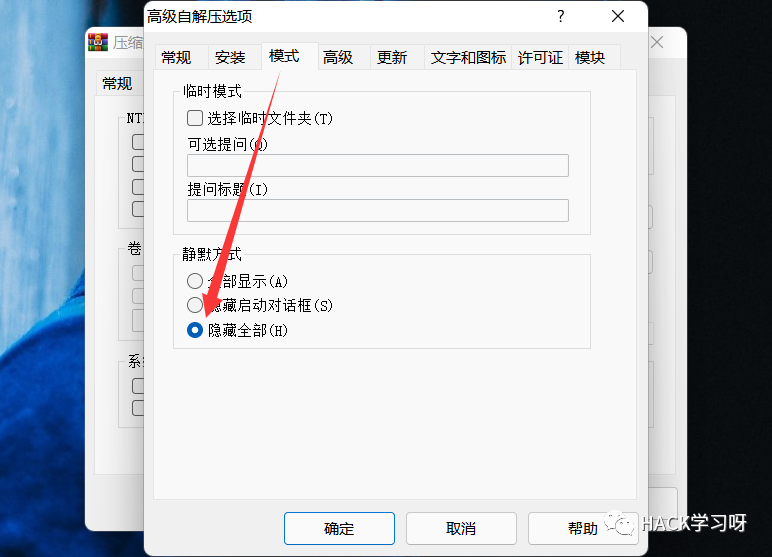 高级自解压选项
?
压缩
常规 安装 模式 高级 更新 文字和图标 许可证 模块
常规
临时模式
NT
选择临时文件夹(T)
可选提问(Q)
提问标题(I)
卷
静默方式
全部显示(A)
隐藏启动对话框(S)
隐藏全部(H)
系
确定 取消 帮助
HACK学习呀